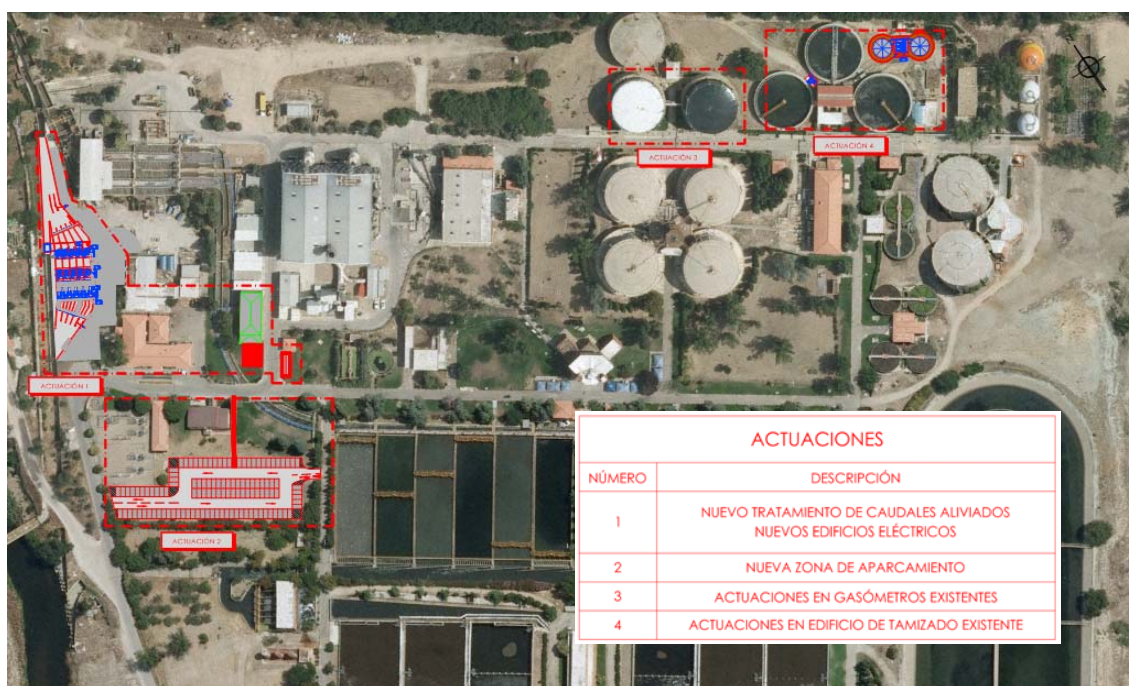 ACTUACIÓN 3
ACTUACIÓN 4
ACTUACIÓN 1
ACTUACIÓN 2
ACTUACIONES
NÚMERO DESCRIPCIÓN
1 NUEVO TRATAMIENTO DE CAUDALES ALIVIADOS
NUEVOS EDIFICIOS ELÉCTRICOS
2 NUEVA ZONA DE APARCAMIENTO
3 ACTUACIONES EN GASÓMETROS EXISTENTES
4 ACTUACIONES EN EDIFICIO DE TAMIZADO EXISTENTE